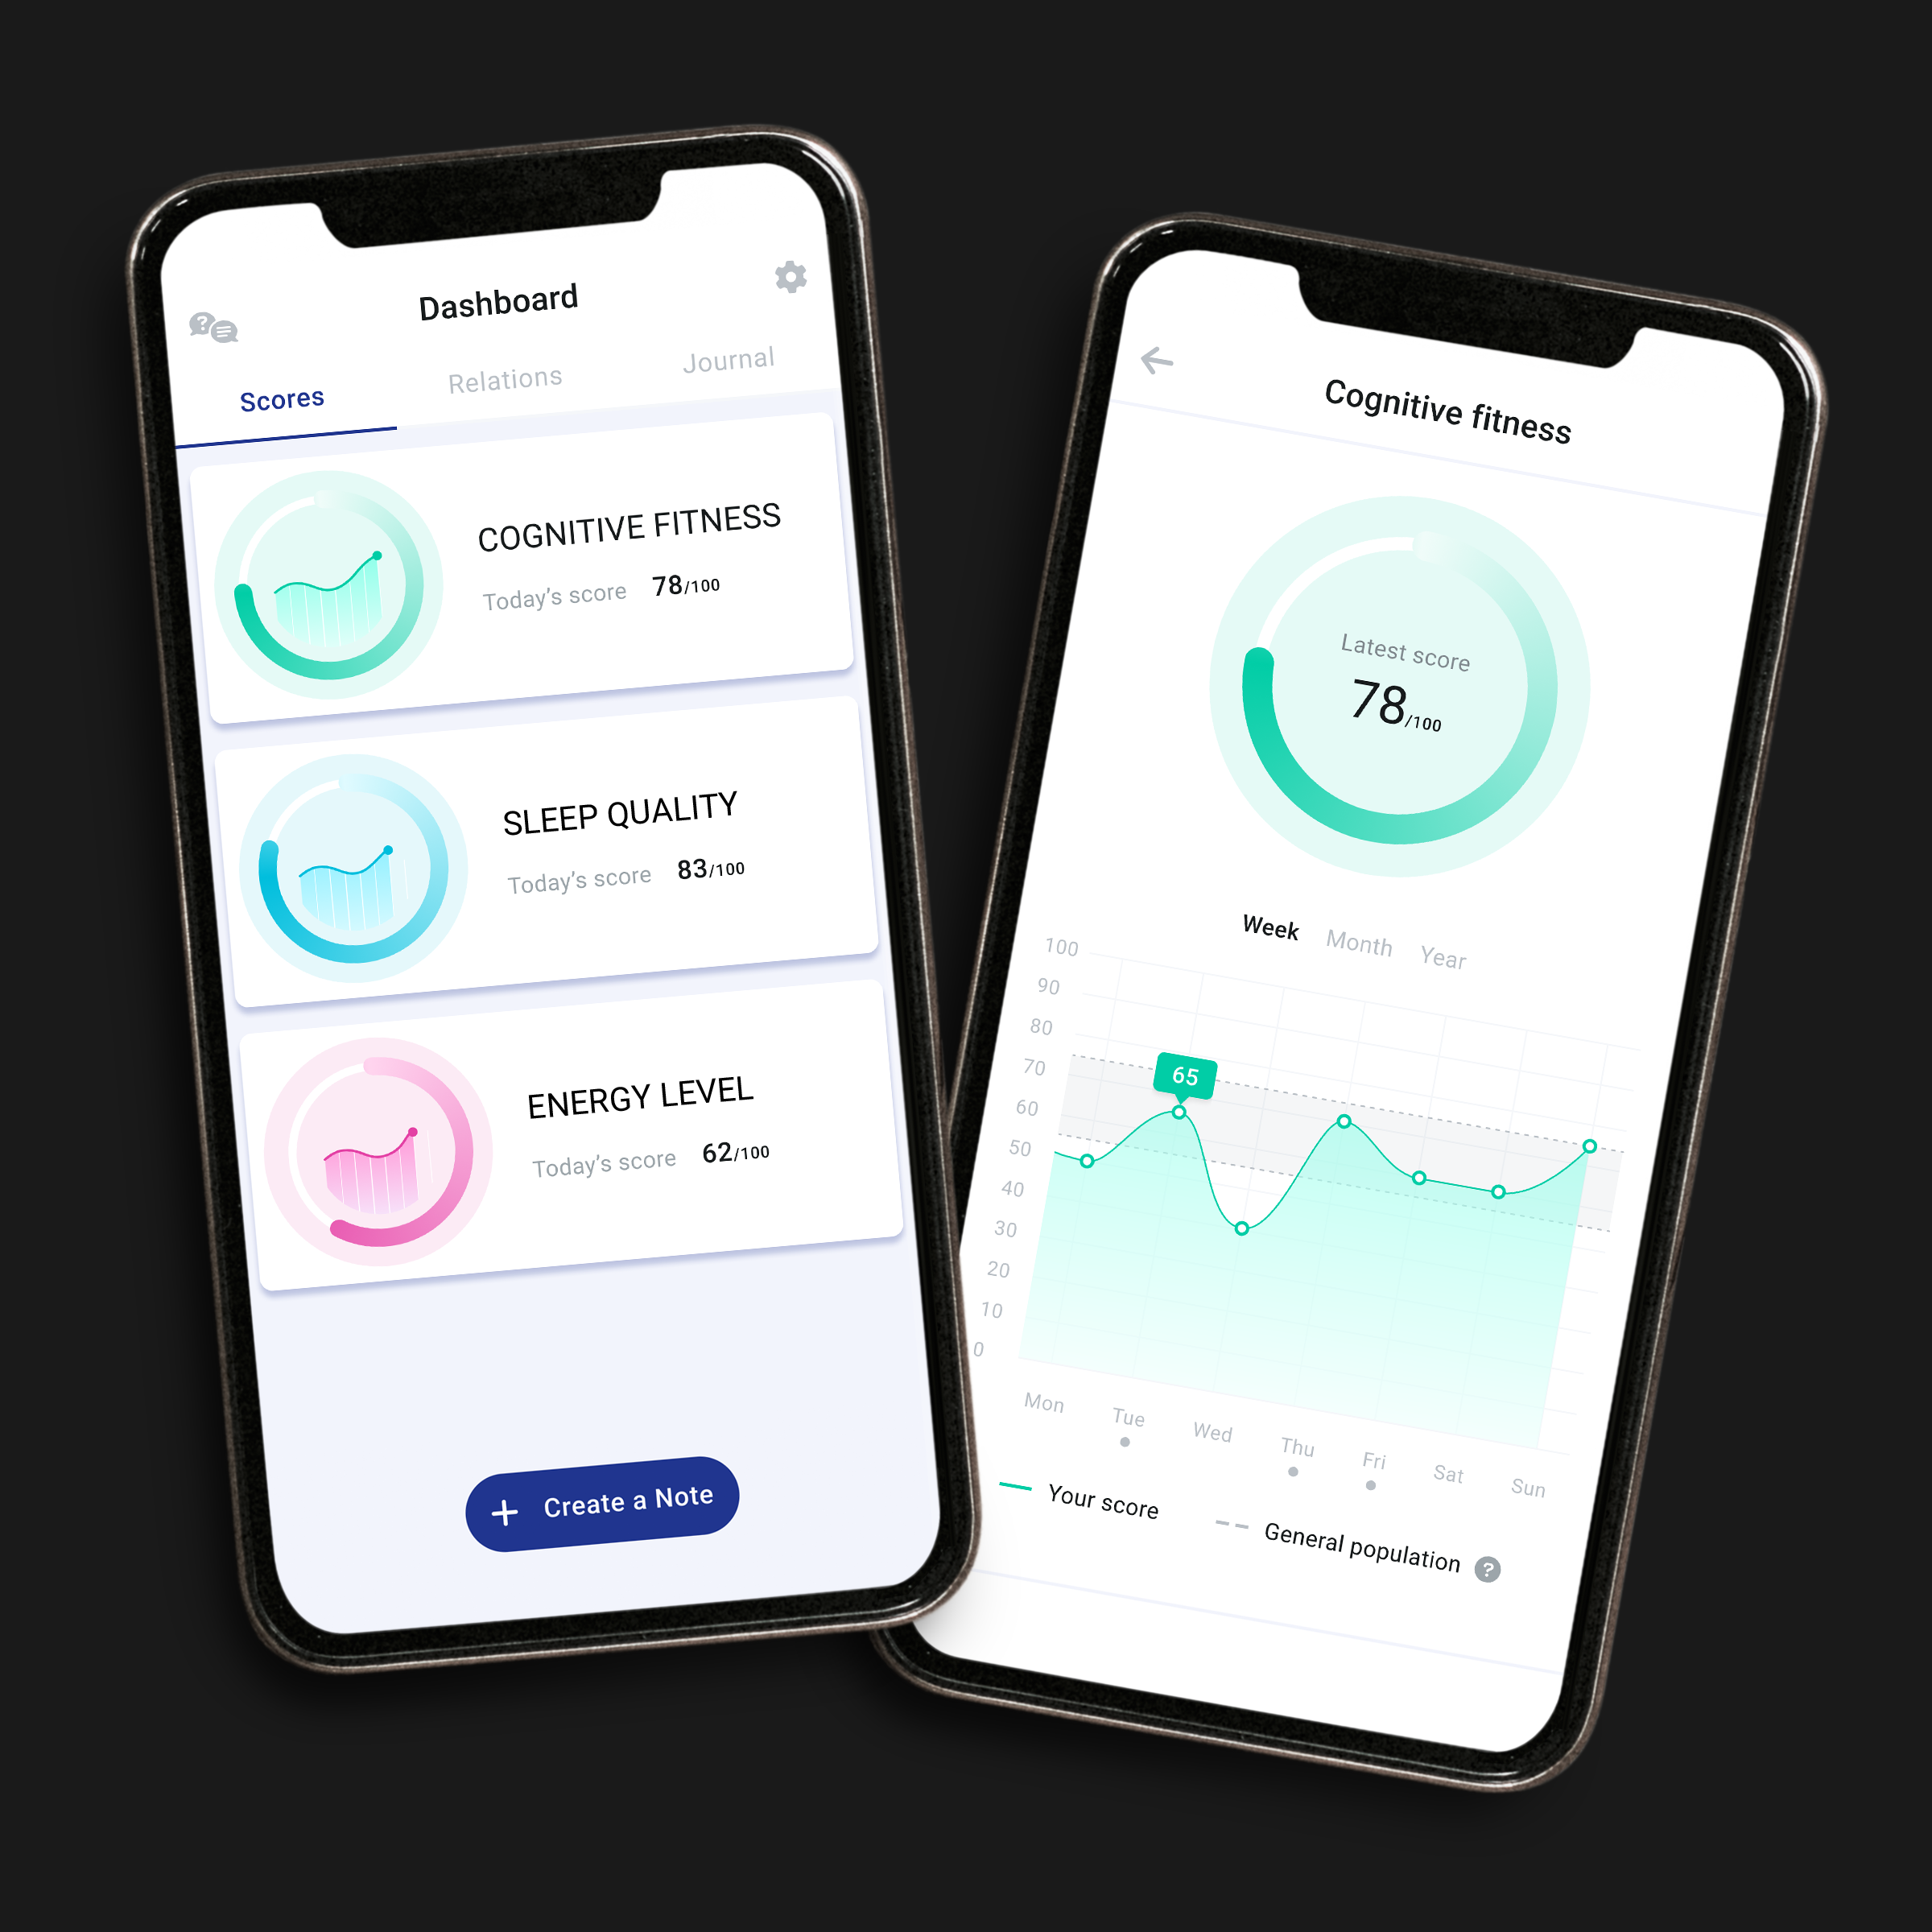 Dashboard
Scores
Relations
Journal
COGNITIVE FITNESS
Today’s score 78/100
SLEEP QUALITY
Today’s score 83/100
ENERGY LEVEL
Today’s score 62/100
+ Create a Note
Cognitive fitness
Latest score
78/100
Week Month Year
100
90
80
70
60
50
40
30
20
10
0
65
Mon Tue Wed Thu Fri Sat Sun
Your score
General population ?